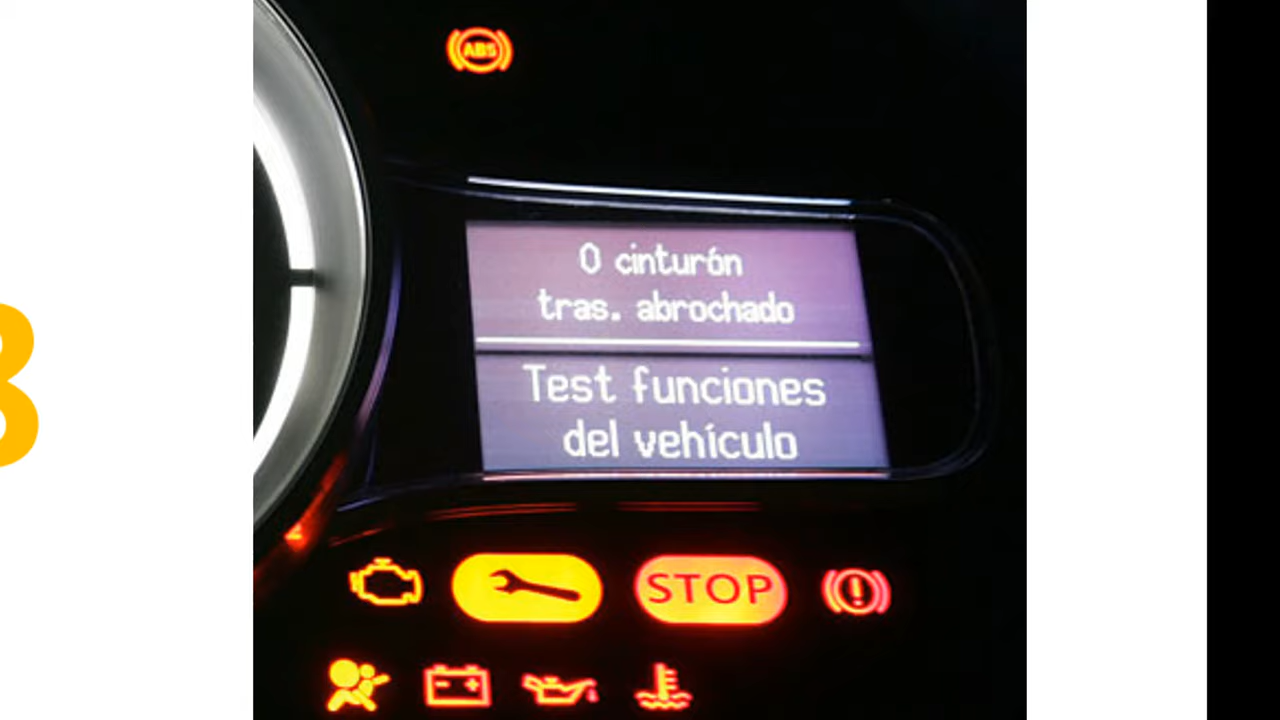 ABS
0 cinturón
tras. abrochado
Test funciones
del vehículo
STOP